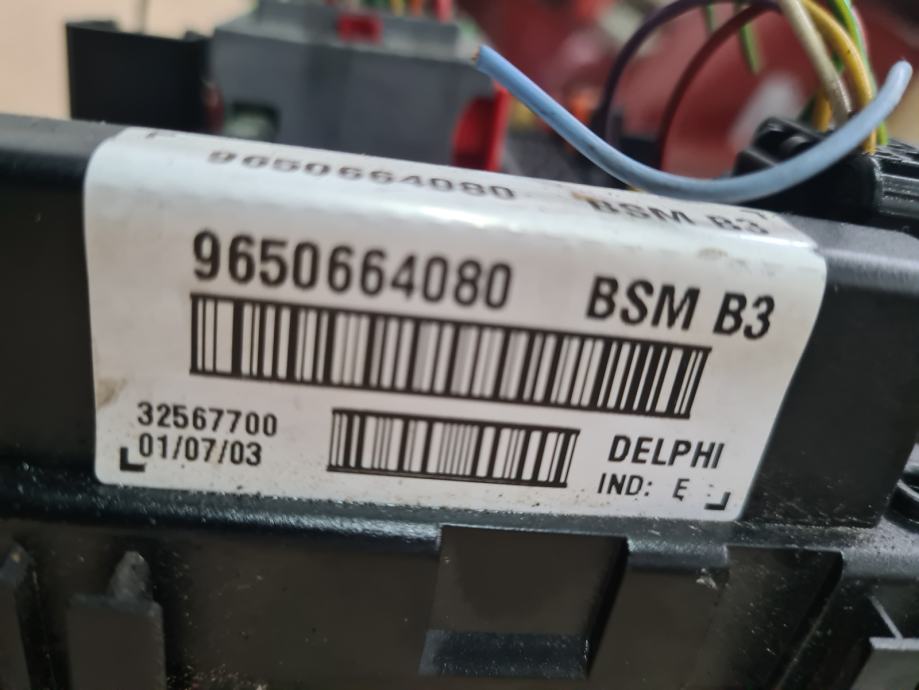 9650664080 BSM B3
9650664080 BSM B3
32567700
01/07/03
DELPHI
IND: E